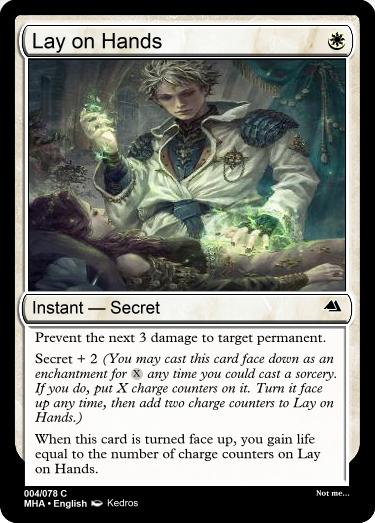 Lay on Hands
Instant — Secret
Prevent the next 3 damage to target permanent.
Secret + 2 (You may cast this card face down as an
enchantment for X any time you could cast a sorcery.
If you do, put X charge counters on it. Turn it face
up any time, then add two charge counters to Lay on
Hands.)
When this card is turned face up, you gain life
equal to the number of charge counters on Lay
on Hands.
004/078 C
MHA • English Kedros
Not me...